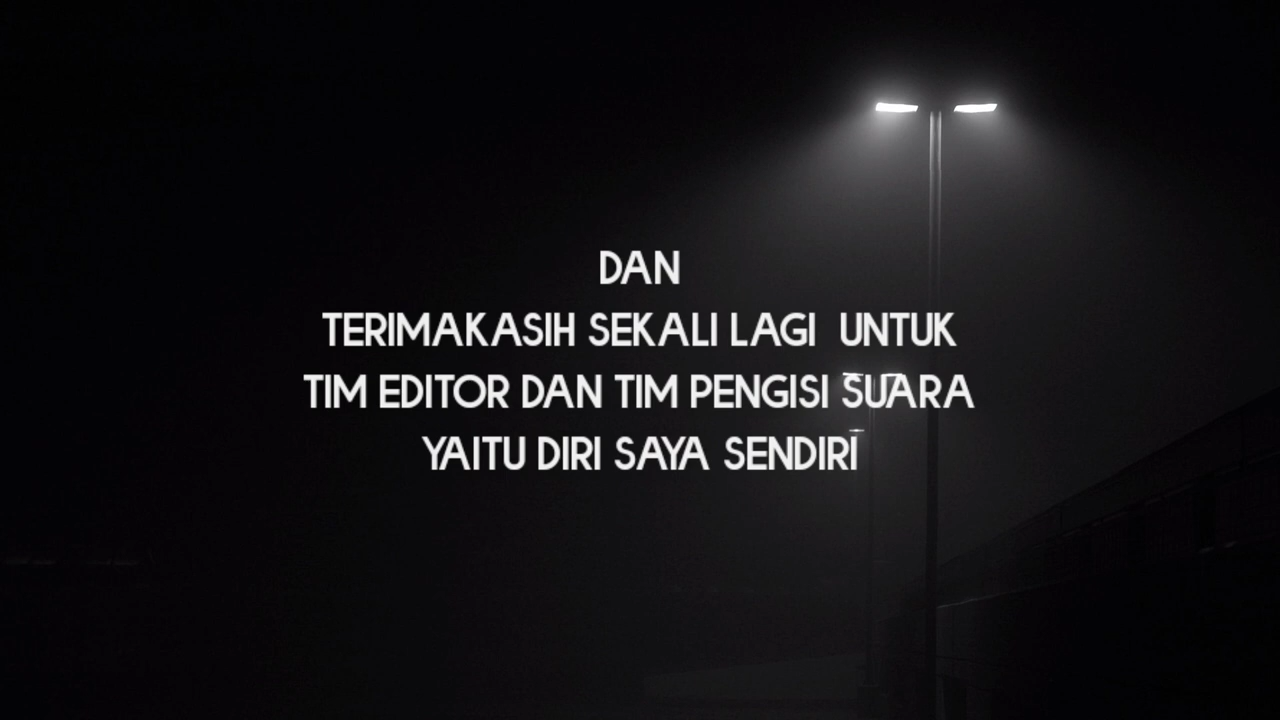 DAN
TERIMAKASIH SEKALI LAGI UNTUK
TIM EDITOR DAN TIM PENGISI SUARA
YAITU DIRI SAYA SENDIRI